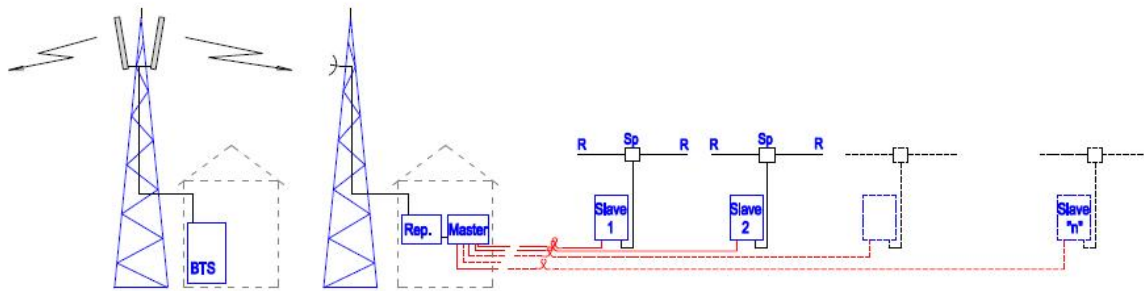 BTS
Rep.
Master
R Sp R
Slave
1
R Sp R
Slave
2
Slave
"n"